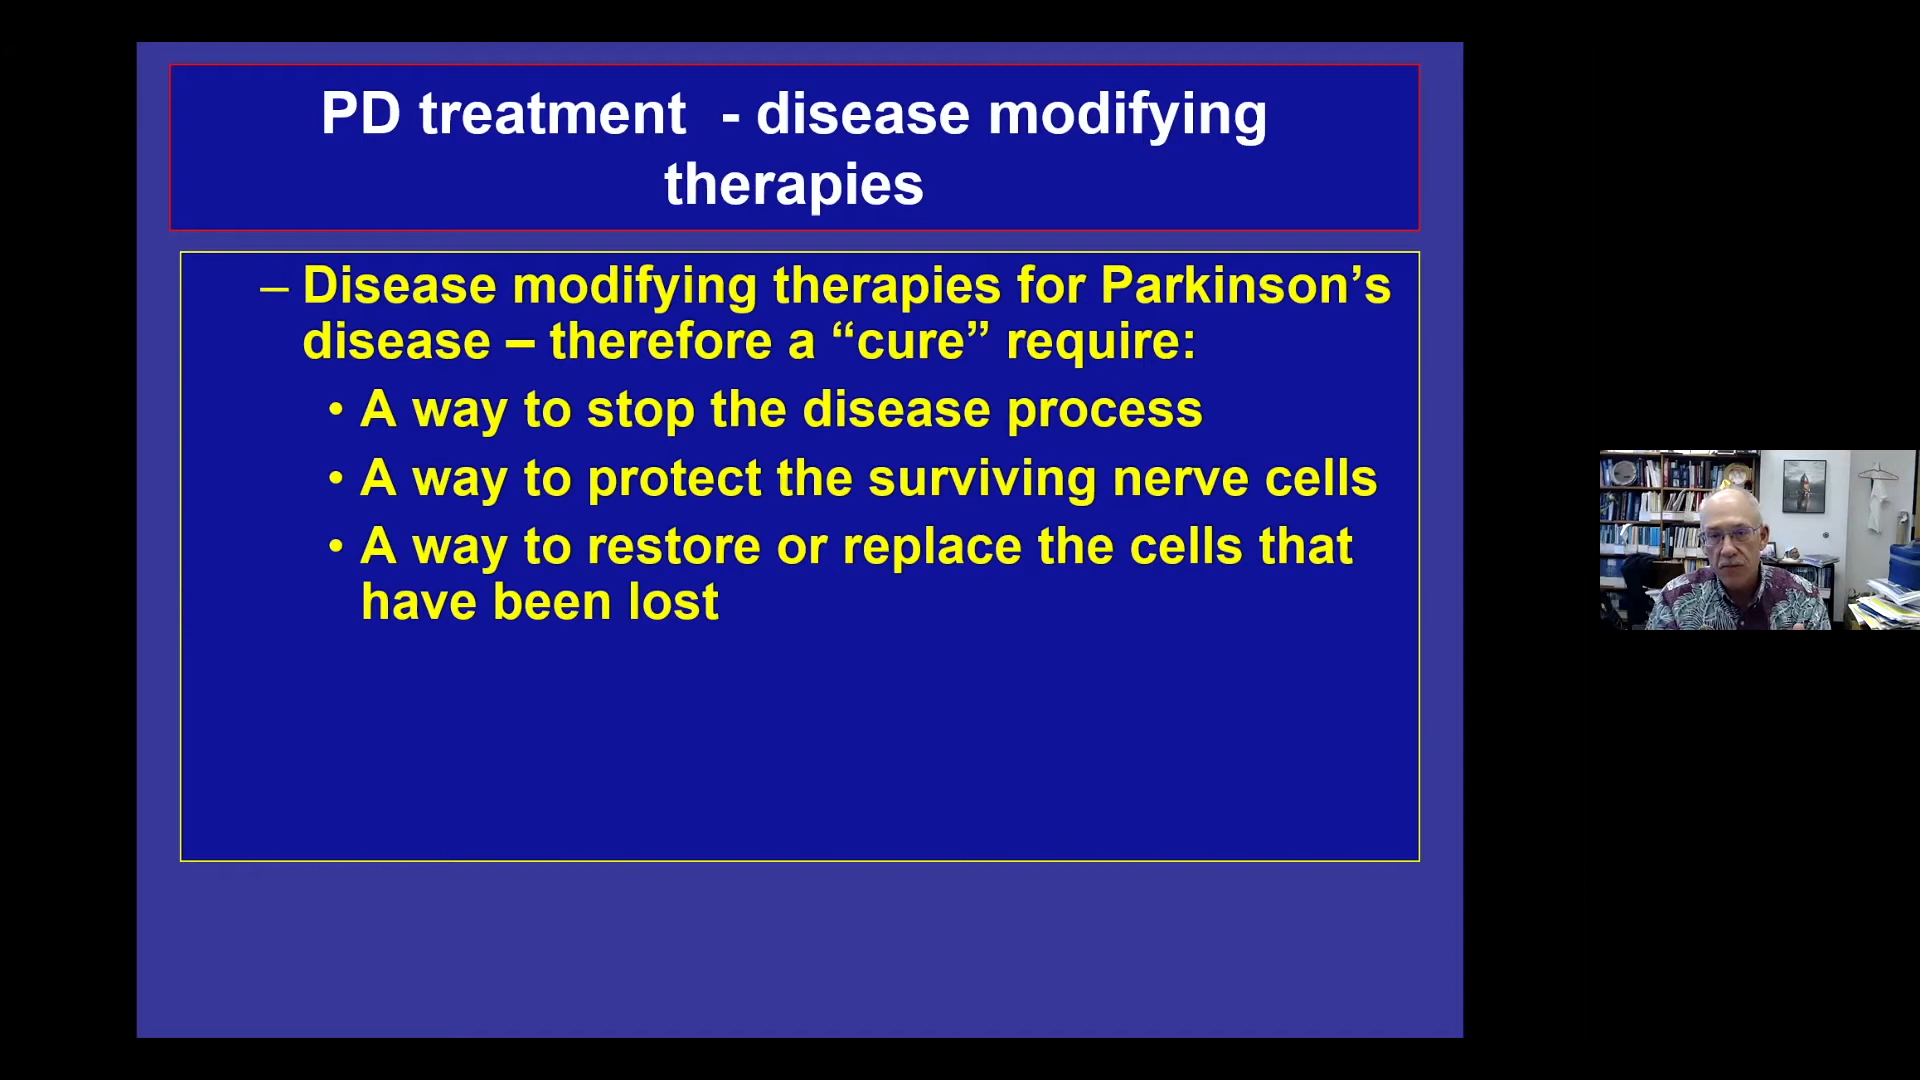 PD treatment  - disease modifying
therapies
– Disease modifying therapies for Parkinson’s
disease – therefore a “cure” require:
• A way to stop the disease process
• A way to protect the surviving nerve cells
• A way to restore or replace the cells that
have been lost